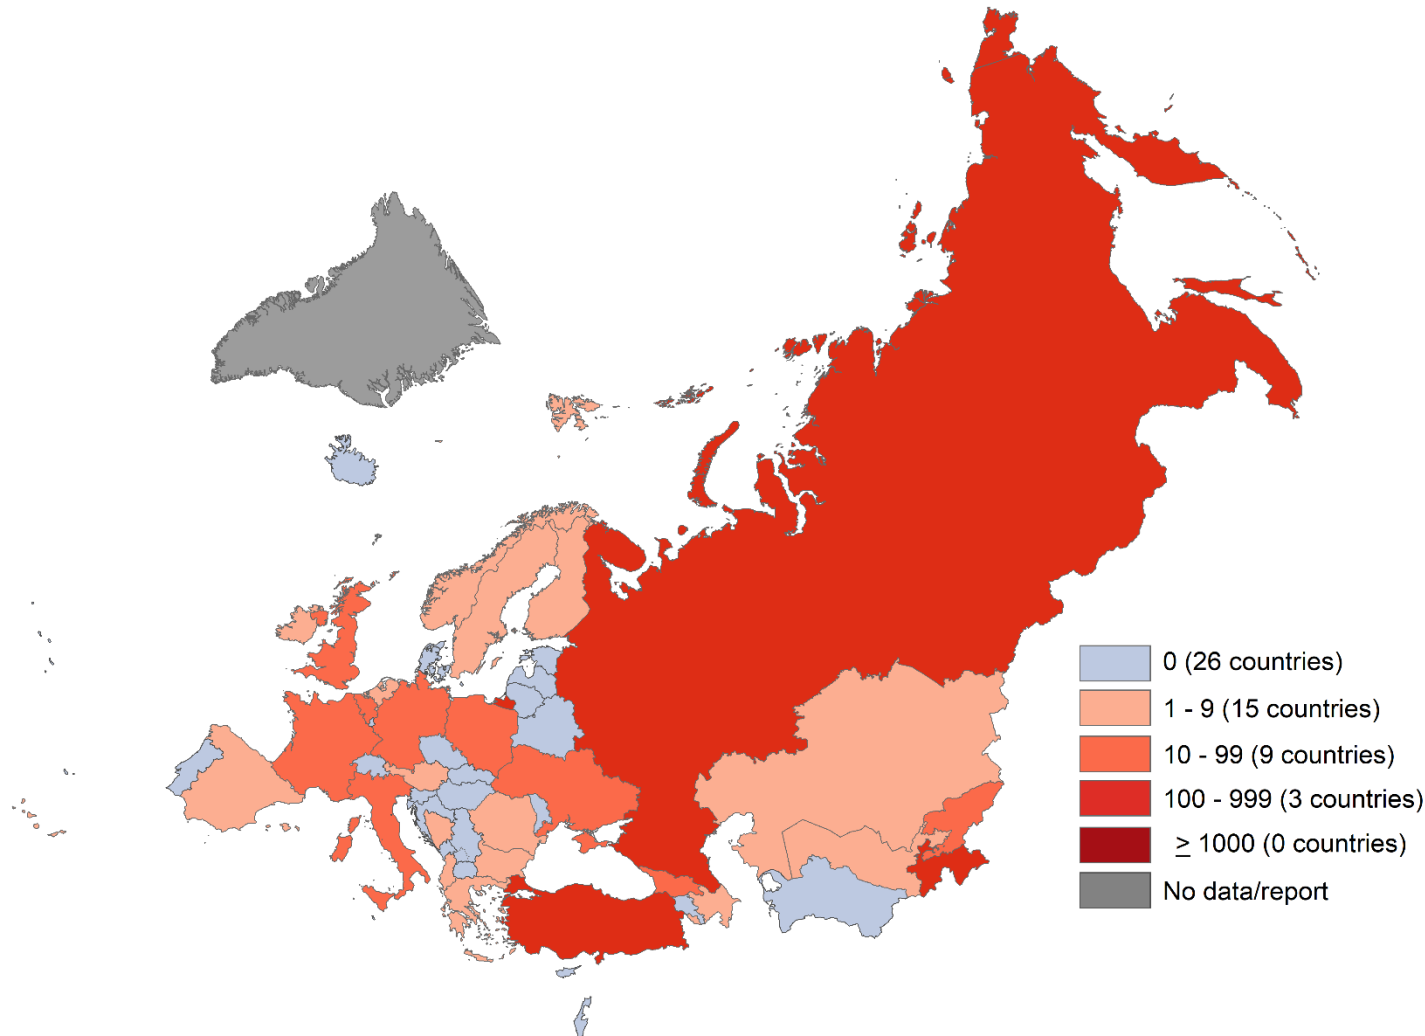 0 (26 countries)
1 - 9 (15 countries)
10 - 99 (9 countries)
100 - 999 (3 countries)
≥ 1000 (0 countries)
No data/report